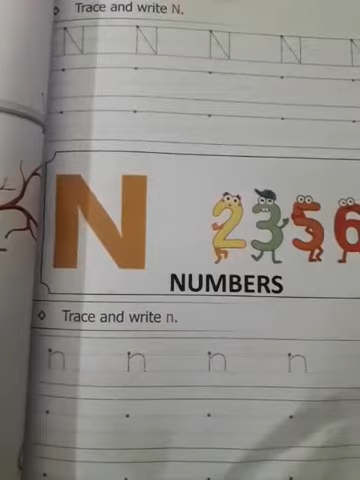 Trace and write N.
N N N N
N 2 3 5 6
NUMBERS
Trace and write n.
n n n n